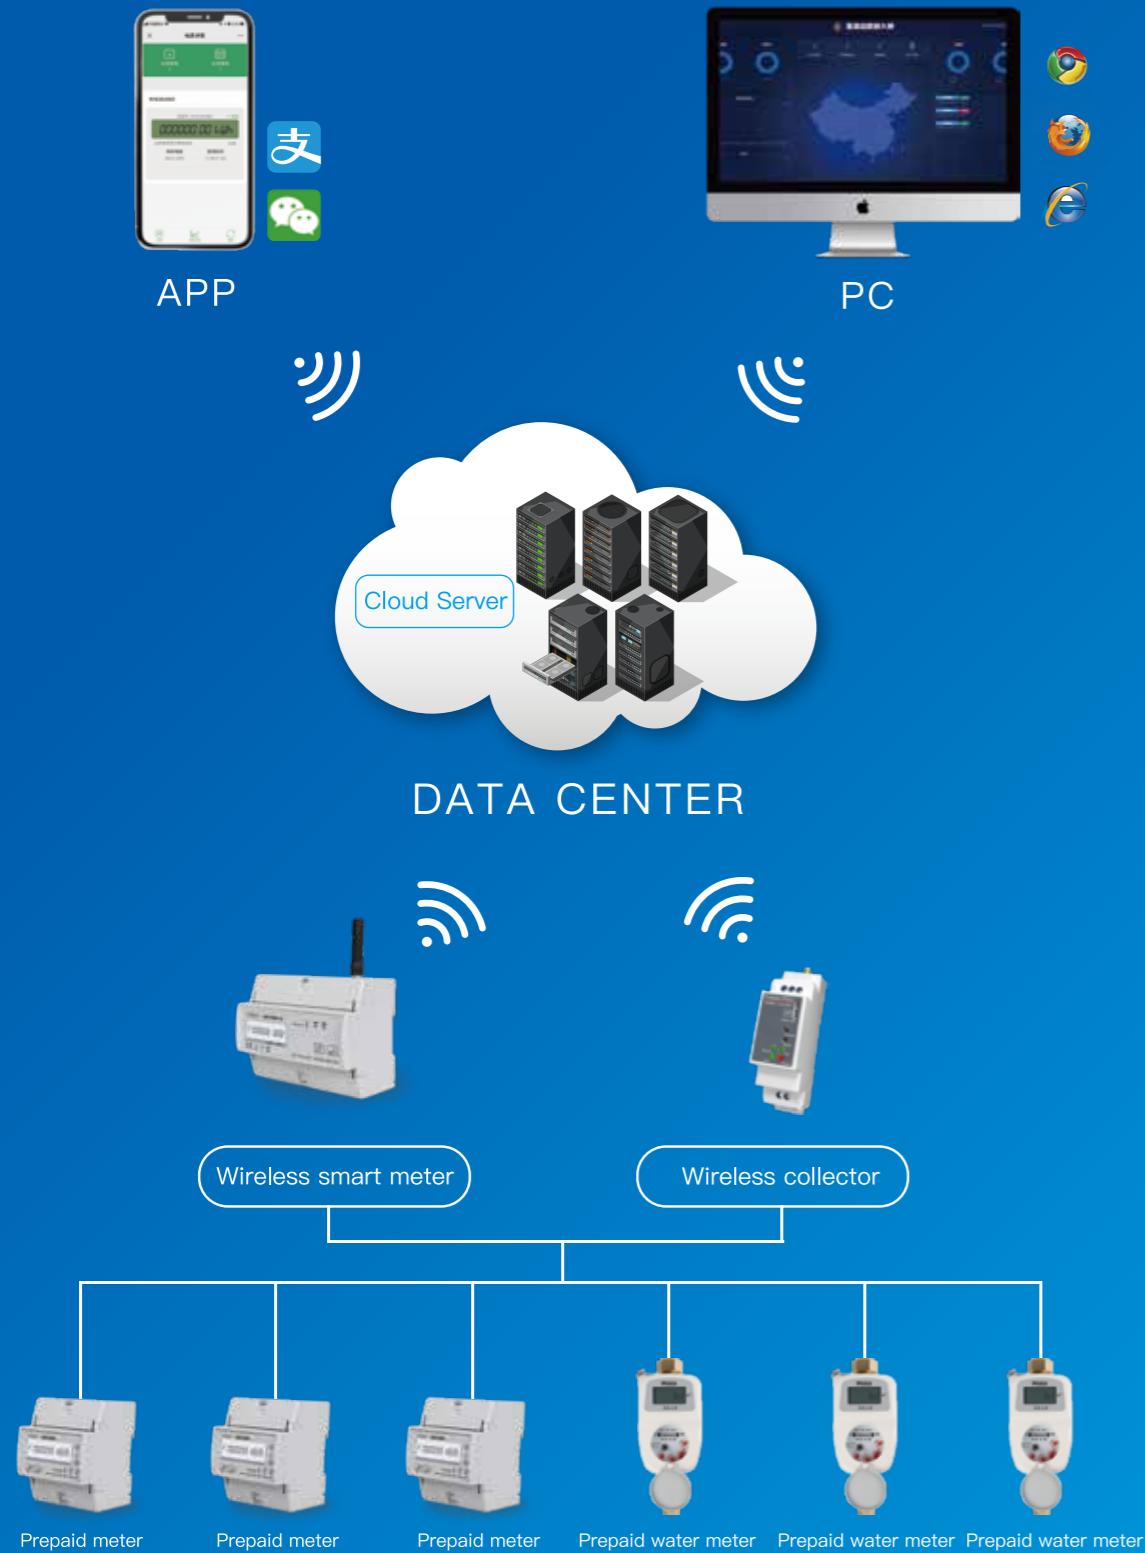 支
APP
PC
Cloud Server
DATA CENTER
Wireless smart meter
Wireless collector
Prepaid meter
Prepaid meter
Prepaid meter
Prepaid water meter
Prepaid water meter
Prepaid water meter